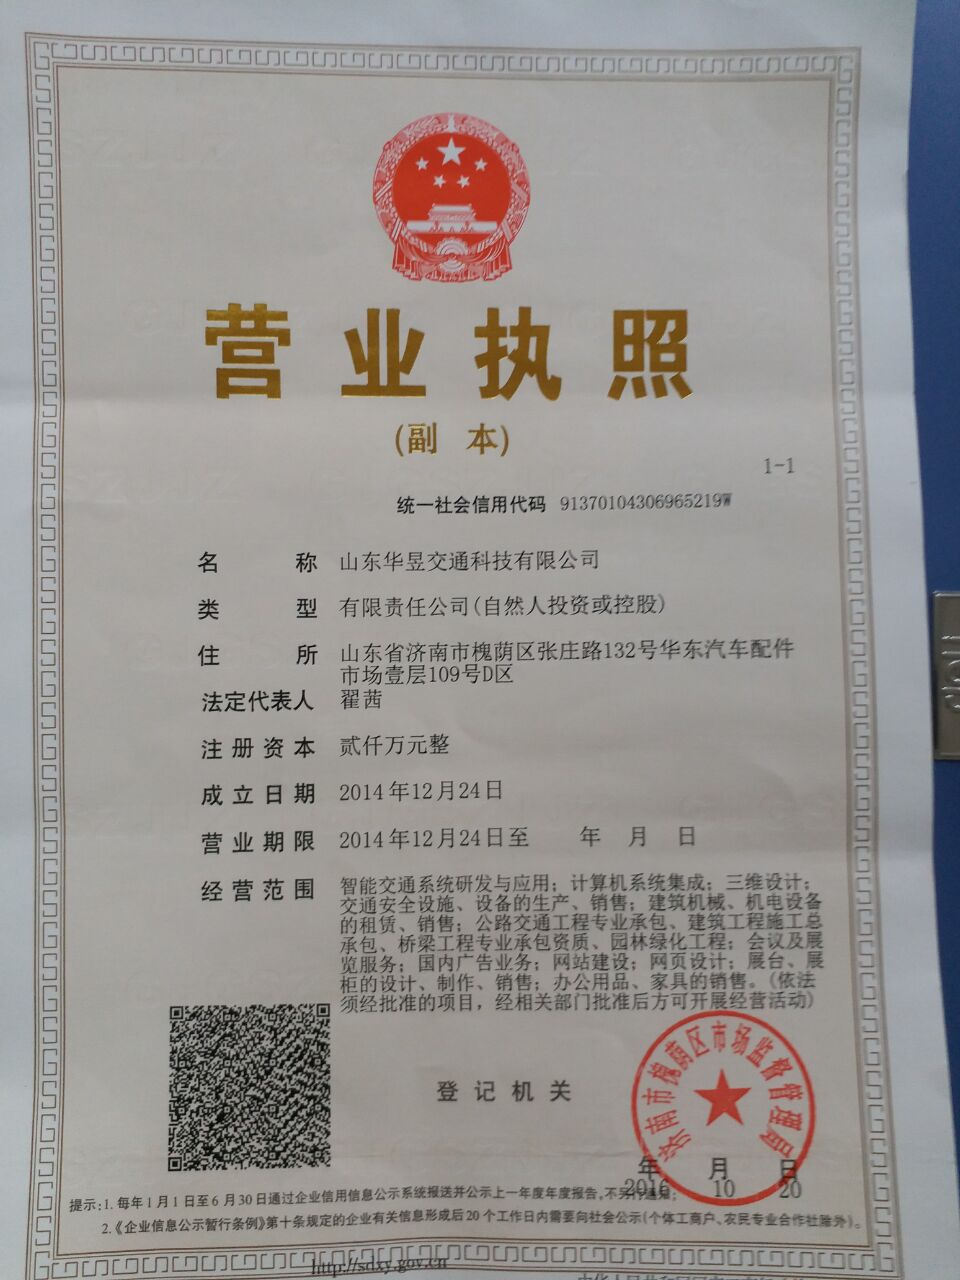 营业执照
(副 本)
1-1
统一社会信用代码 91370104306965219W
名 称 山东华昱交通科技有限公司
类 型 有限责任公司(自然人投资或控股)
住 所 山东省济南市槐荫区张庄路132号华东汽车配件
市场壹层109号D区
法定代表人 翟茜
注册资本 贰仟万元整
成立日期 2014年12月24日
营业期限 2014年12月24日至 年 月 日
经营范围 智能交通系统研发与应用；计算机系统集成；三维设计；
交通安全设施、设备的生产、销售；建筑机械、机电设备
的租赁、销售；公路交通工程专业承包、建筑工程施工总
承包、桥梁工程专业承包资质、园林绿化工程；会议及展
览服务；国内广告业务；网站建设；网页设计；展台、展
柜的设计、制作、销售；办公用品、家具的销售。(依法
须经批准的项目，经相关部门批准后方可开展经营活动)
登记机关
济南市槐荫区市场监督管理局
年 月 日
2016 10 20
提示:1.每年1月1日至6月30日通过企业信用信息公示系统报送并公示上一年度年度报告,不另行通知;
2.《企业信息公示暂行条例》第十条规定的企业有关信息形成后20个工作日内需要向社会公示(个体工商户、农民专业合作社除外)。
http://sdxy.gov.cn